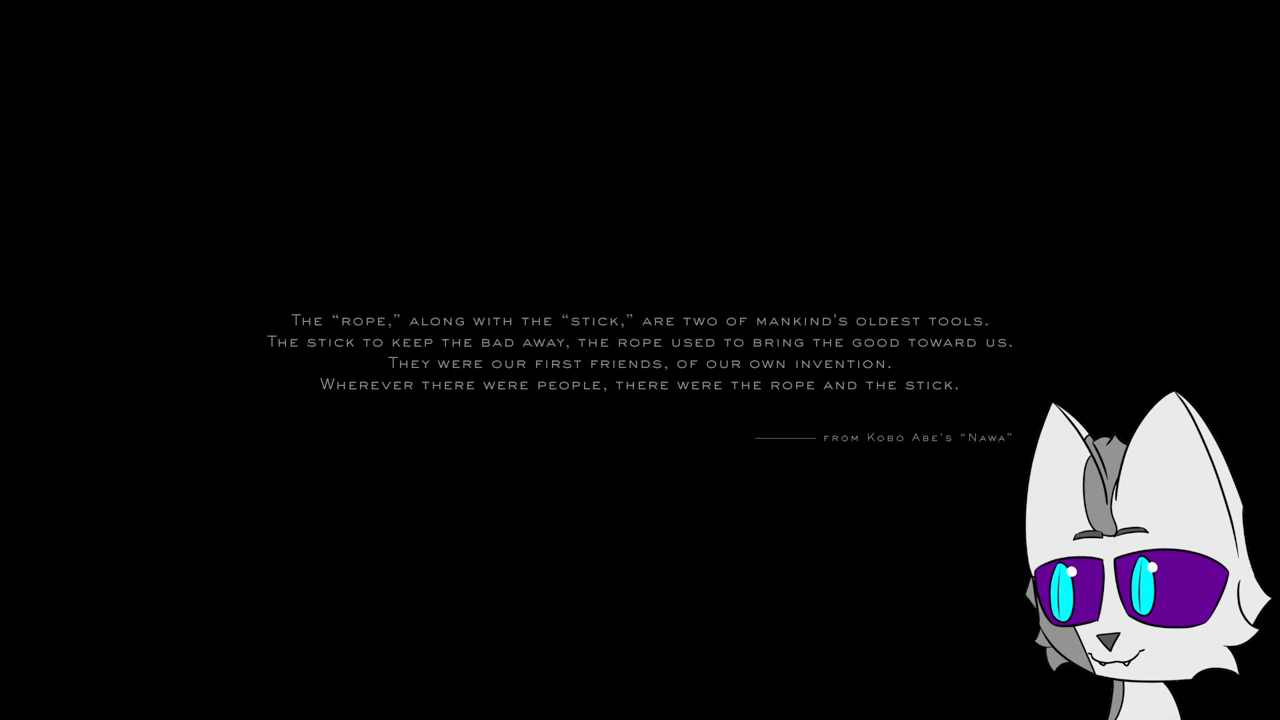 The “rope,” along with the “stick,” are two of mankind's oldest tools.
The stick to keep the bad away, the rope used to bring the good toward us.
They were our first friends, of our own invention.
Wherever there were people, there were the rope and the stick.
—— from Kobo Abe's “Nawa”